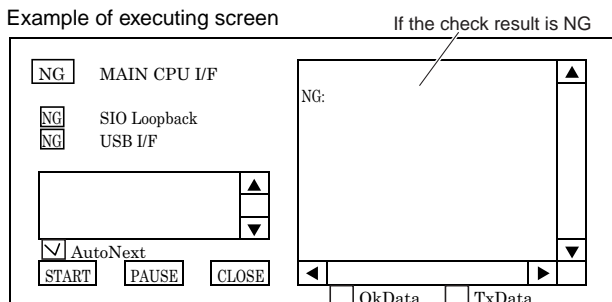 Example of executing screen
If the check result is NG
NG MAIN CPU I/F
NG:
NG SIO Loopback
NG USB I/F
AutoNext
START PAUSE CLOSE
OkData TxData